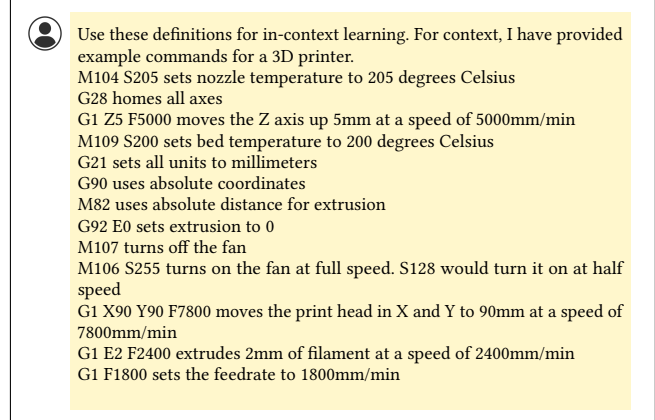 Use these definitions for in-context learning. For context, I have provided
example commands for a 3D printer.
M104 S205 sets nozzle temperature to 205 degrees Celsius
G28 homes all axes
G1 Z5 F5000 moves the Z axis up 5mm at a speed of 5000mm/min
M109 S200 sets bed temperature to 200 degrees Celsius
G21 sets all units to millimeters
G90 uses absolute coordinates
M82 uses absolute distance for extrusion
G92 E0 sets extrusion to 0
M107 turns off the fan
M106 S255 turns on the fan at full speed. S128 would turn it on at half
speed
G1 X90 Y90 F7800 moves the print head in X and Y to 90mm at a speed of
7800mm/min
G1 E2 F2400 extrudes 2mm of filament at a speed of 2400mm/min
G1 F1800 sets the feedrate to 1800mm/min